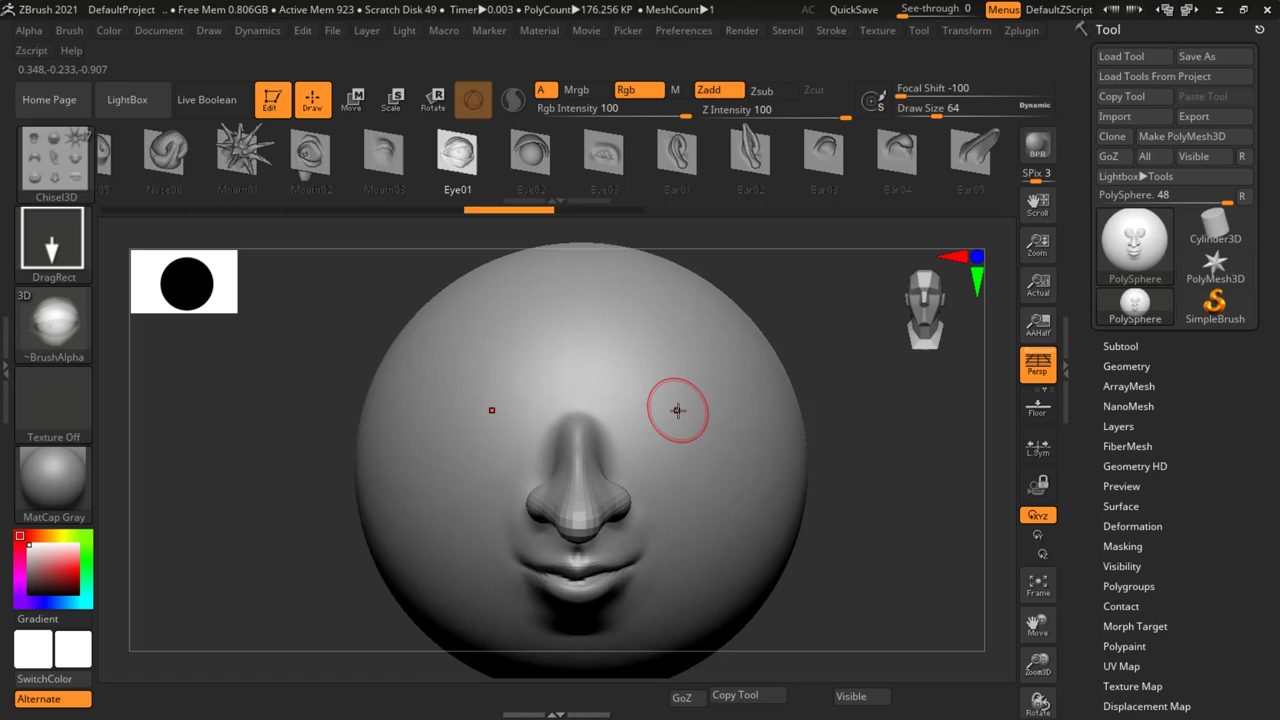 ZBrush 2021 DefaultProject .. • Free Mem 0.806GB • Active Mem 923 • Scratch Disk 49 • Timer▶0.003 • PolyCount▶176.256 KP • MeshCount▶1 AC QuickSave See-through 0 Menus DefaultZScript
Alpha Brush Color Document Draw Dynamics Edit File Layer Light Macro Marker Material Movie Picker Preferences Render Stencil Stroke Texture Tool Transform Zplugin
Zscript Help
0.348,-0.233,-0.907
Home Page LightBox Live Boolean Edit Draw Move Scale Rotate
A Mrgb Rgb M Zadd Zsub Zcut
Rgb Intensity 100 Z Intensity 100
S Focal Shift -100
Draw Size 64 Dynamic
17
Chisel3D
05 Nose06 Mouth01 Mouth02 Mouth03 Eye01 Eye02 Eye03 Ear01 Ear02 Ear03 Ear04 Ear05
DragRect
3D
~BrushAlpha
Texture Off
MatCap Gray
Gradient
SwitchColor
Alternate
BPR
SPix 3
Scroll
Zoom
Actual
AAHalf
Persp
Floor
L.Sym
XYZ
Y
Z
Frame
Move
Zoom3D
Rotate
GoZ Copy Tool Visible
Tool
Load Tool Save As
Load Tools From Project
Copy Tool Paste Tool
Import Export
Clone Make PolyMesh3D
GoZ All Visible R
Lightbox▶Tools
PolySphere. 48 R
PolySphere Cylinder3D
PolyMesh3D
PolySphere SimpleBrush
Subtool
Geometry
ArrayMesh
NanoMesh
Layers
FiberMesh
Geometry HD
Preview
Surface
Deformation
Masking
Visibility
Polygroups
Contact
Morph Target
Polypaint
UV Map
Texture Map
Displacement Map